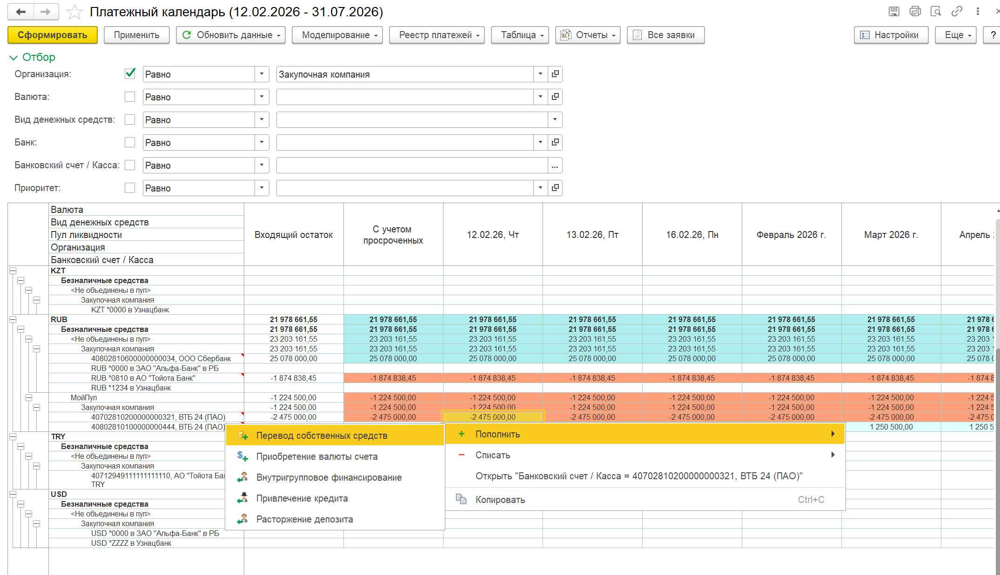 Платежный календарь (12.02.2026 - 31.07.2026)
Сформировать Применить Обновить данные Моделирование Реестр платежей Таблица Отчеты Все заявки Настройки Еще ?
Отбор
Организация: Равно Закупочная компания
Валюта: Равно
Вид денежных средств: Равно
Банк: Равно
Банковский счет / Касса: Равно ...
Приоритет: Равно
Валюта
Вид денежных средств
Пул ликвидности
Организация
Банковский счет / Касса
Входящий остаток
С учетом
просроченных
12.02.26, Чт
13.02.26, Пт
16.02.26, Пн
Февраль 2026 г.
Март 2026 г.
Апрель
KZT
Безналичные средства
<Не объединены в пул>
Закупочная компания
KZT *0000 в Узнацбанк
RUB 21 978 661,55 21 978 661,55 21 978 661,55 21 978 661,55 21 978 661,55 21 978 661,55 21 978 661,55 21 978 6
Безналичные средства 21 978 661,55 21 978 661,55 21 978 661,55 21 978 661,55 21 978 661,55 21 978 661,55 21 978 661,55 21 978 6
<Не объединены в пул> 23 203 161,55 23 203 161,55 23 203 161,55 23 203 161,55 23 203 161,55 23 203 161,55 23 203 161,55 23 203 1
Закупочная компания 23 203 161,55 23 203 161,55 23 203 161,55 23 203 161,55 23 203 161,55 23 203 161,55 23 203 161,55 23 203 1
40802810600000000034, ООО Сбербанк 25 078 000,00 25 078 000,00 25 078 000,00 25 078 000,00 25 078 000,00 25 078 000,00 25 078 000,00 25 078 0
RUB *0000 в ЗАО "Альфа-Банк" в РБ
RUB *0810 в АО "Тойота Банк" -1 874 838,45 -1 874 838,45 -1 874 838,45 -1 874 838,45 -1 874 838,45 -1 874 838,45 -1 874 838,45 -1 874 8
RUB *1234 в Узнацбанк
МойПул -1 224 500,00 -1 224 500,00 -1 224 500,00 -1 224 500,00 -1 224 500,00 -1 224 500,00 -1 224 500,00 -1 224 5
Закупочная компания -1 224 500,00 -1 224 500,00 -1 224 500,00 -1 224 500,00 -1 224 500,00 -1 224 500,00 -1 224 500,00 -1 224 5
40702810200000000321, ВТБ 24 (ПАО) -2 475 000,00 -2 475 000,00 -2 475 000,00 -2 475 000,00 -2 475 000,00 -2 475 000,00 -2 475 000,00 -2 475 0
40802810100000000444, ВТБ 24 (ПАО) 1 250 500,00 1 250 5
TRY
Безналичные средства
<Не объединены в пул>
Закупочная компания
40712949111111111110, АО "Тойота Ба
TRY
USD
Безналичные средства
<Не объединены в пул>
Закупочная компания
USD *0000 в ЗАО "Альфа-Банк" в РБ
USD *ZZZZ в Узнацбанк
Перевод собственных средств
Приобретение валюты счета
Внутригрупповое финансирование
Привлечение кредита
Расторжение депозита
Пополнить
Списать
Открыть "Банковский счет / Касса = 40702810200000000321, ВТБ 24 (ПАО)"
Копировать Ctrl+C